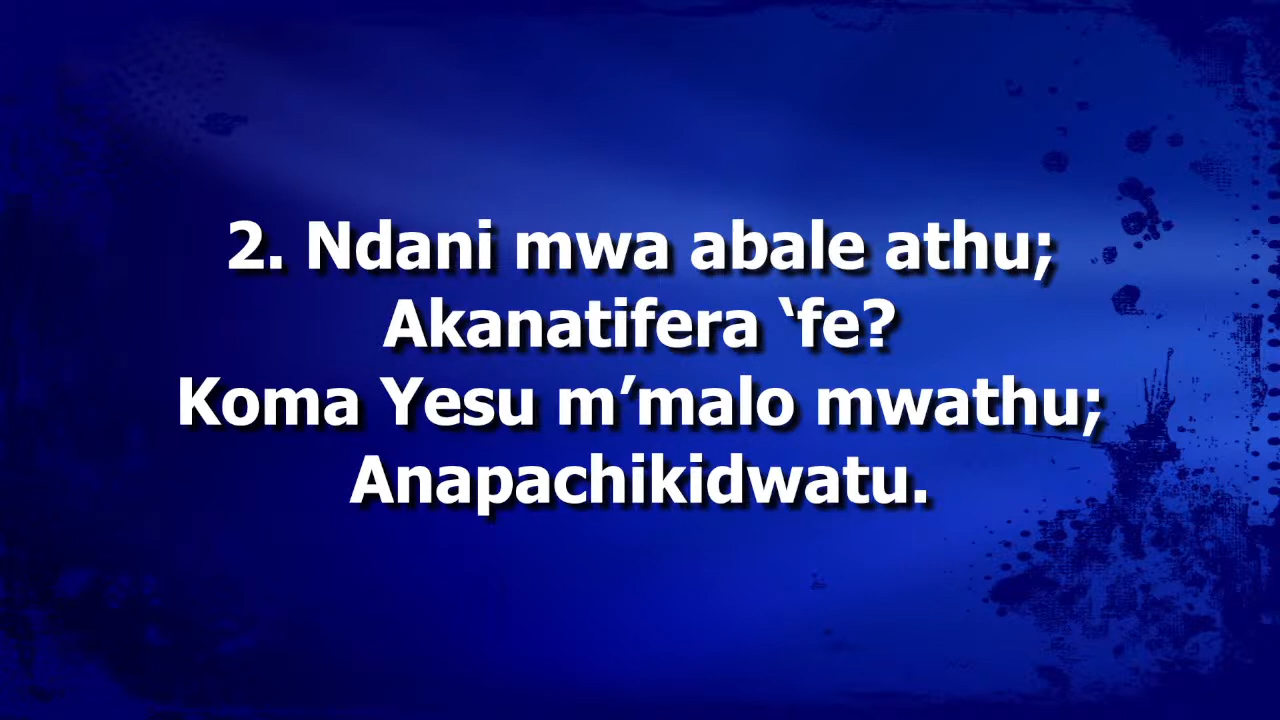 2. Ndani mwa abale athu;
Akanatifera ‘fe?
Koma Yesu m’malo mwathu;
Anapachikidwatu.